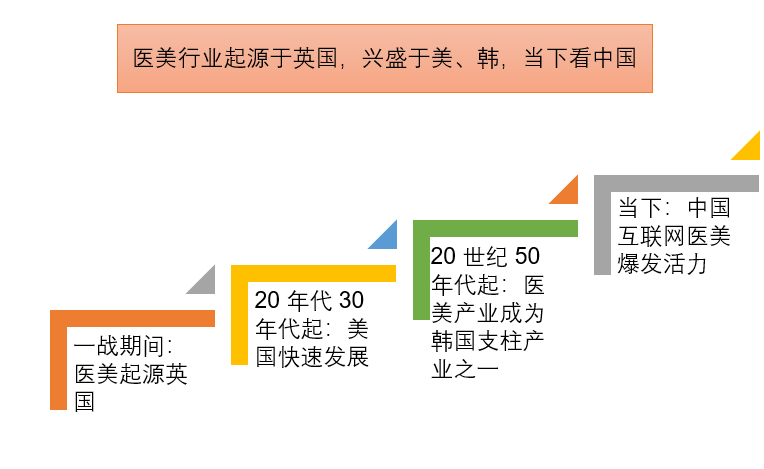 医美行业起源于英国，兴盛于美、韩，当下看中国
一战期间：
医美起源英
国
20 年代 30
年代起：美
国快速发展
20 世纪 50
年代起：医
美产业成为
韩国支柱产
业之一
当下：中国
互联网医美
爆发活力